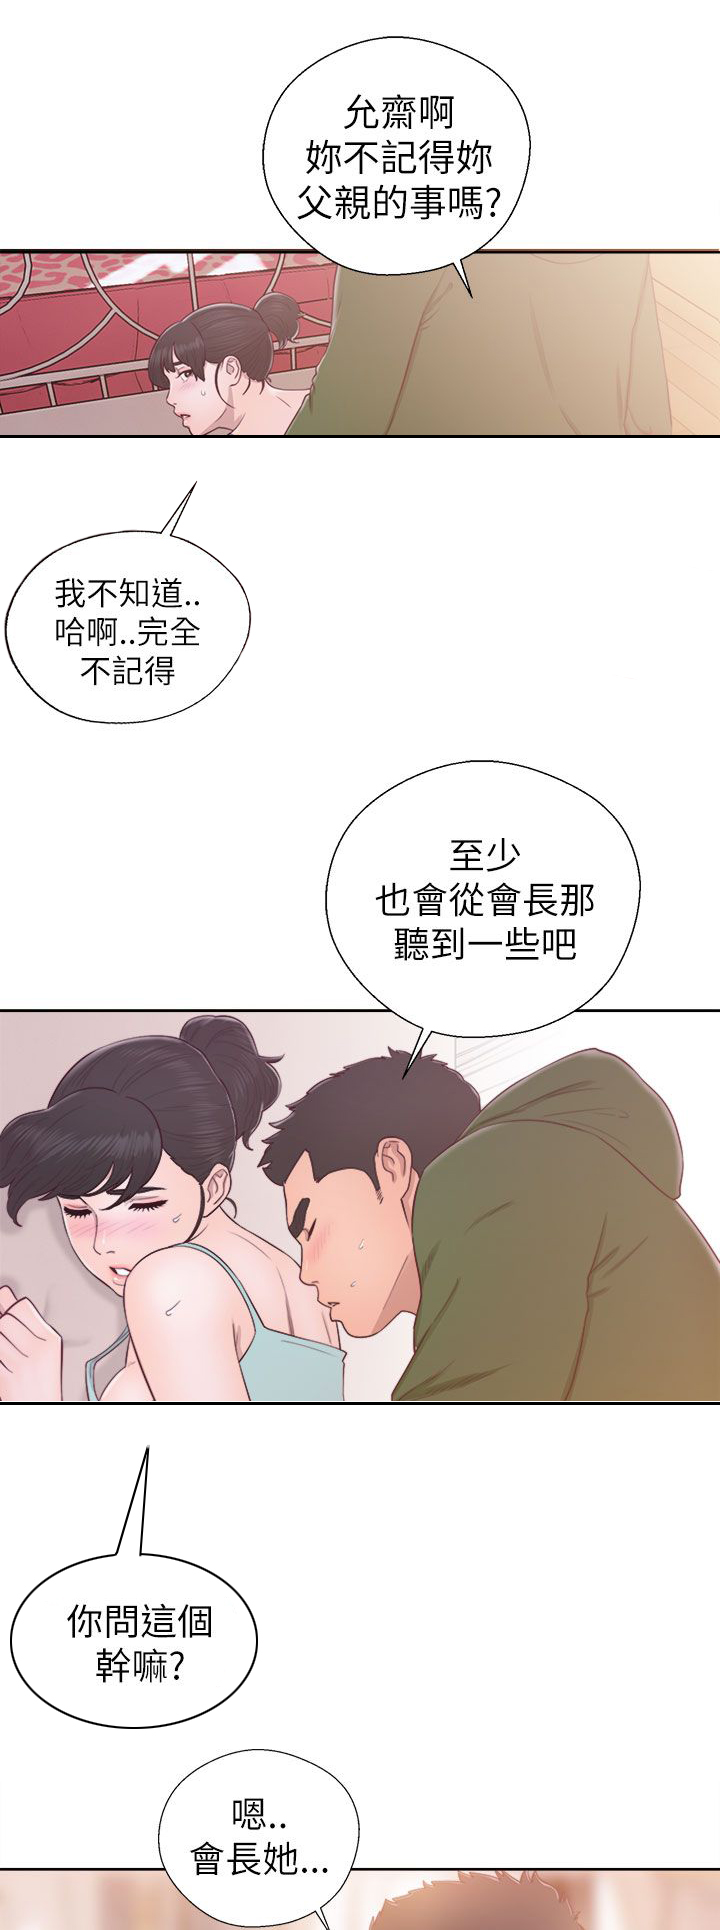 允齋啊
妳不記得妳
父親的事嗎?
我不知道..
哈啊..完全
不記得
至少
也會從會長那
聽到一些吧
你問這個
幹嘛?
嗯..
會長她...